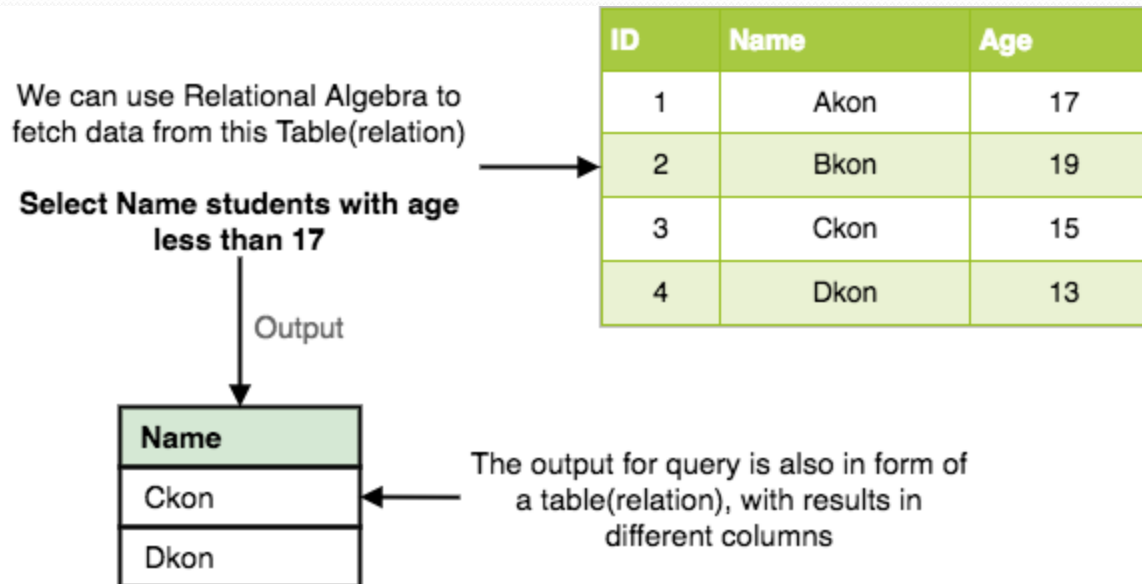 We can use Relational Algebra to
fetch data from this Table(relation)
Select Name students with age
less than 17
ID Name Age
1 Akon 17
2 Bkon 19
3 Ckon 15
4 Dkon 13
Output
Name
Ckon
Dkon
The output for query is also in form of
a table(relation), with results in
different columns